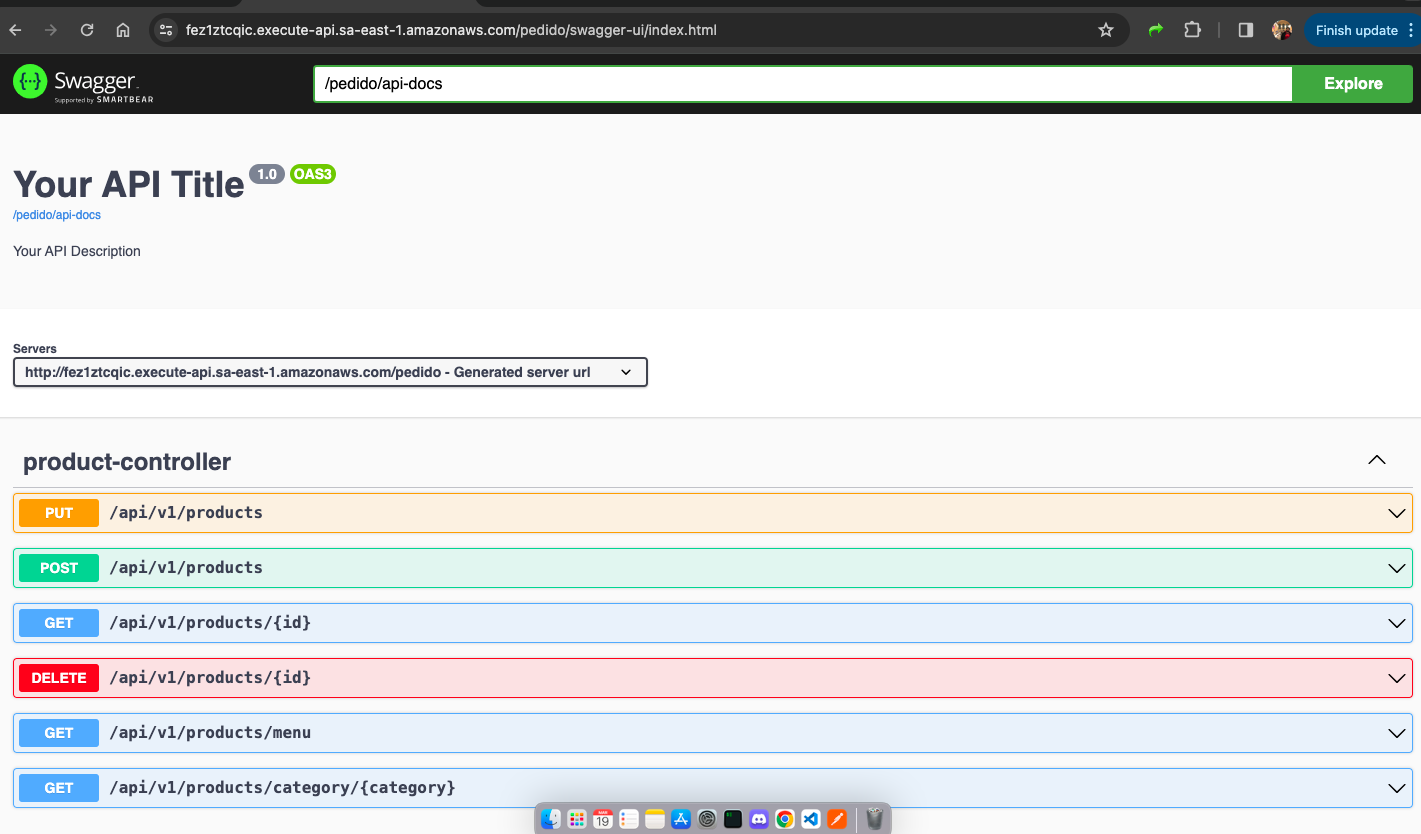 fez1ztcqic.execute-api.sa-east-1.amazonaws.com/pedido/swagger-ui/index.html
Finish update
Swagger
Supported by SMARTBEAR
/pedido/api-docs
Explore
Your API Title 1.0 OAS3
/pedido/api-docs
Your API Description
Servers
http://fez1ztcqic.execute-api.sa-east-1.amazonaws.com/pedido - Generated server url
product-controller
PUT /api/v1/products
POST /api/v1/products
GET /api/v1/products/{id}
DELETE /api/v1/products/{id}
GET /api/v1/products/menu
GET /api/v1/products/category/{category}
19